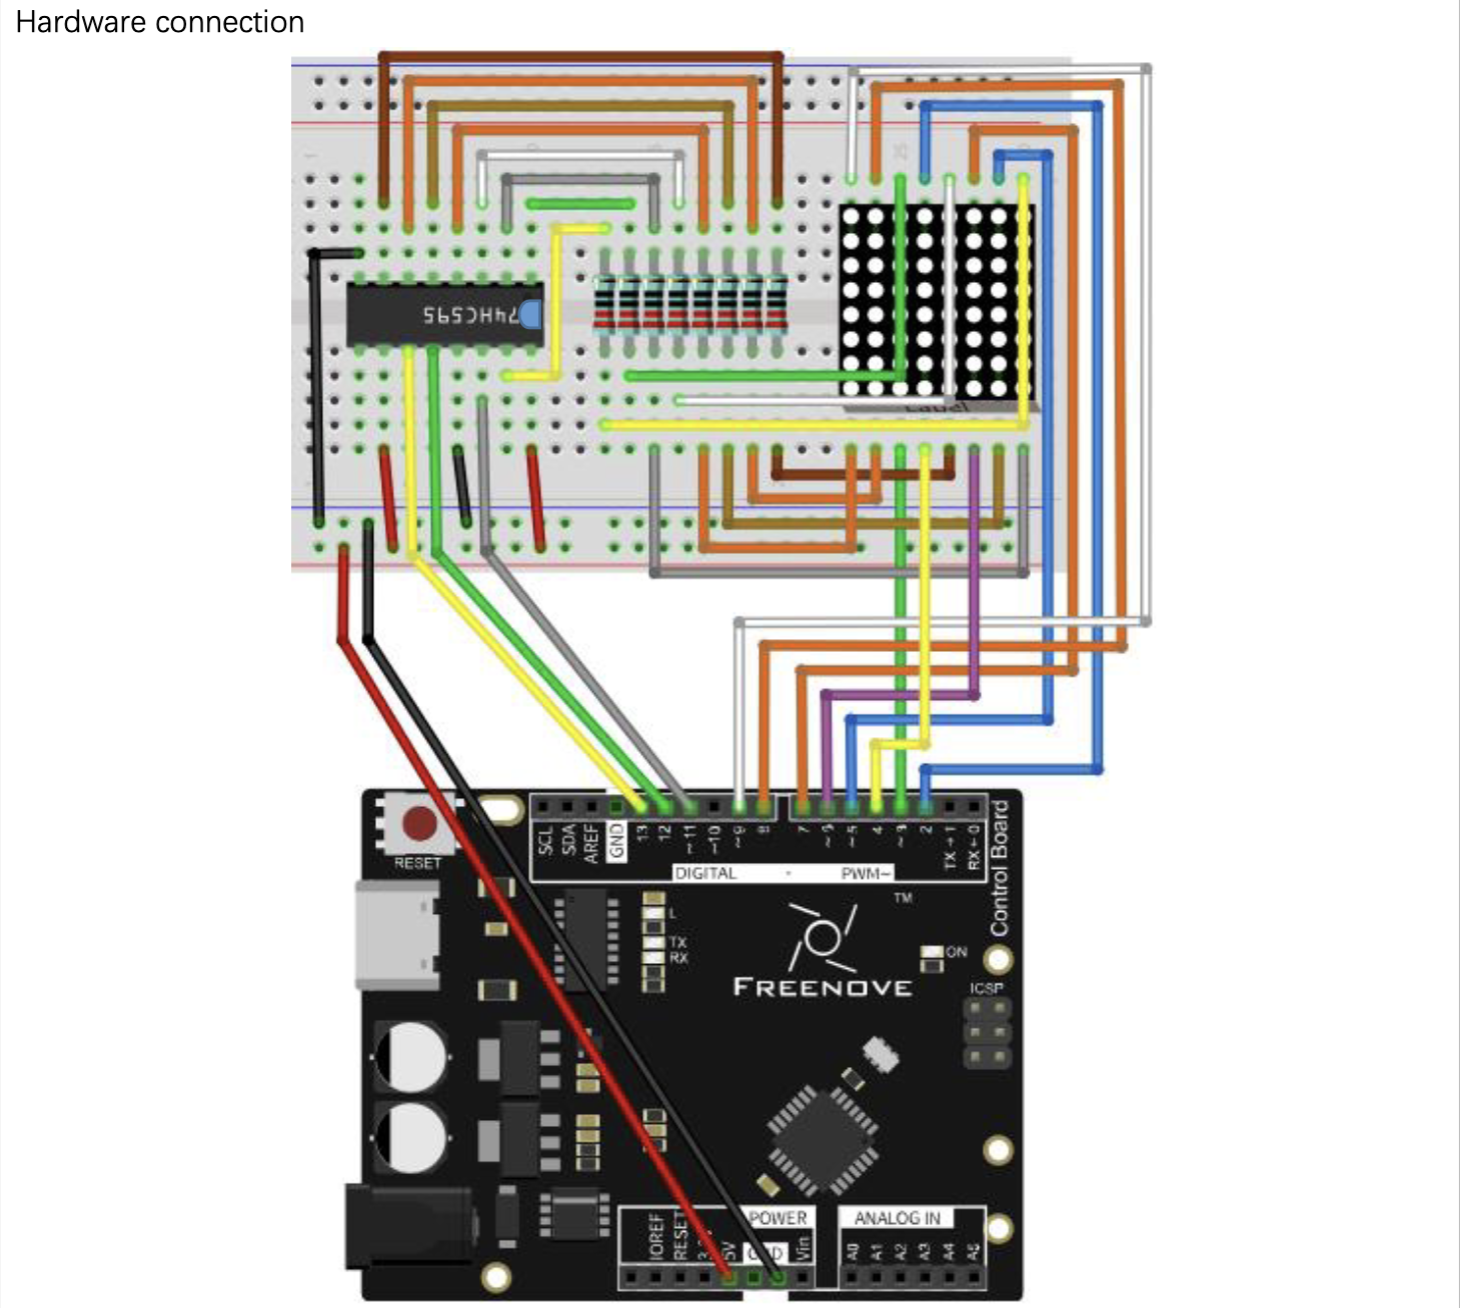 Hardware connection
74HC595
Label
RESET
SCL
SDA
AREF
GND
13
12
~11
~10
~9
8
7
~6
~5
4
~3
2
TX→1
RX←0
DIGITAL - PWM~
Control Board
TM
L
TX
RX
ON
FREENOVE
ICSP
POWER
ANALOG IN
IOREF
RESET
5V
GND
Vin
A0
A1
A2
A3
A4
A5